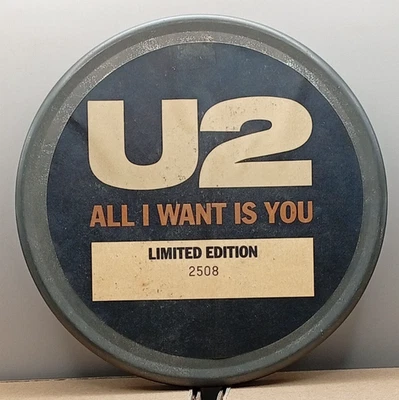 U2
ALL I WANT IS YOU
LIMITED EDITION
2508